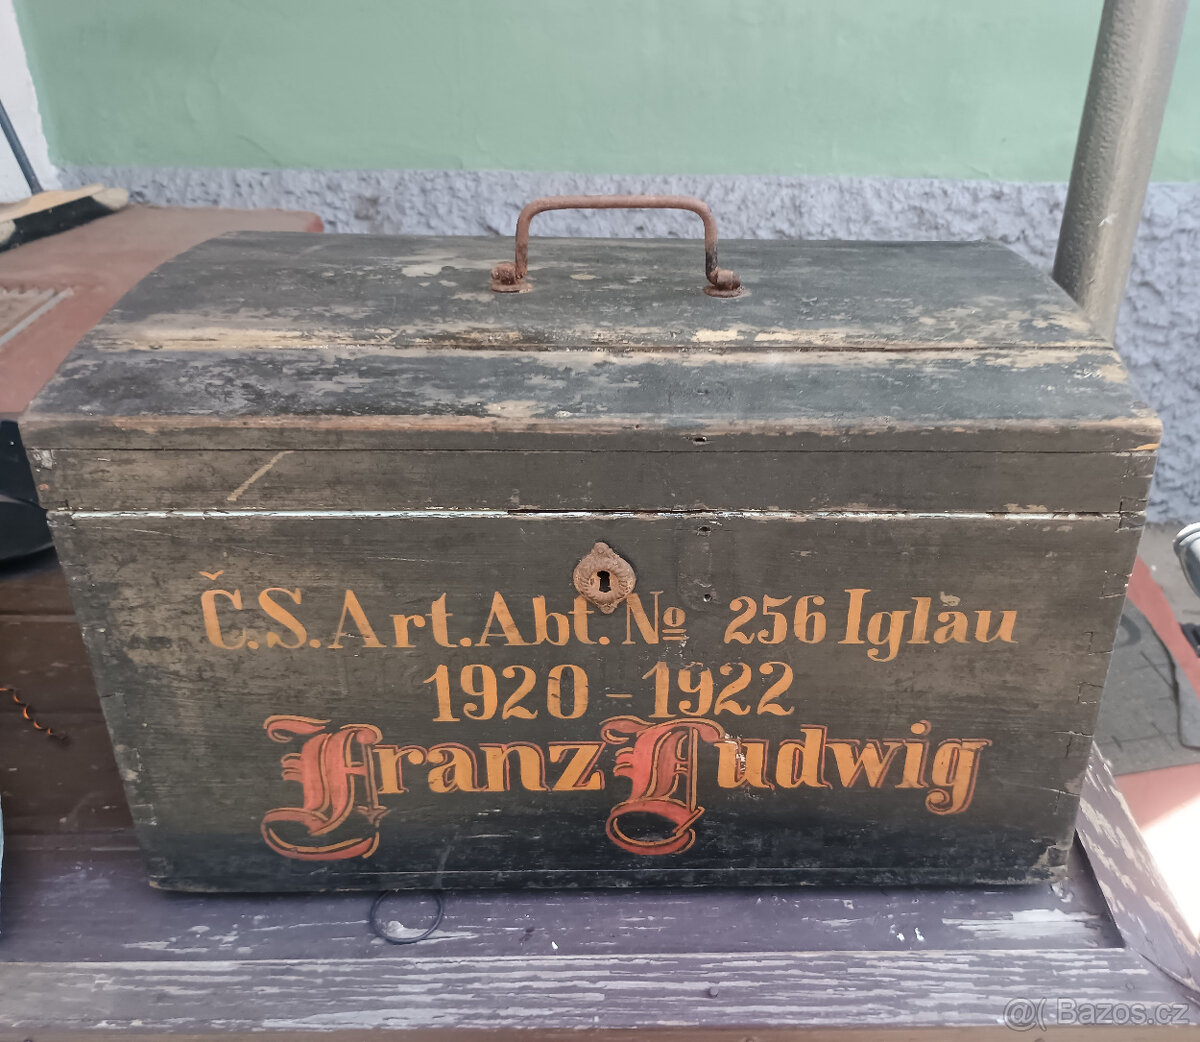 Č.S. Art. Abt. № 256 Iglau
1920 - 1922
Franz Ludwig
@( Bazos.cz